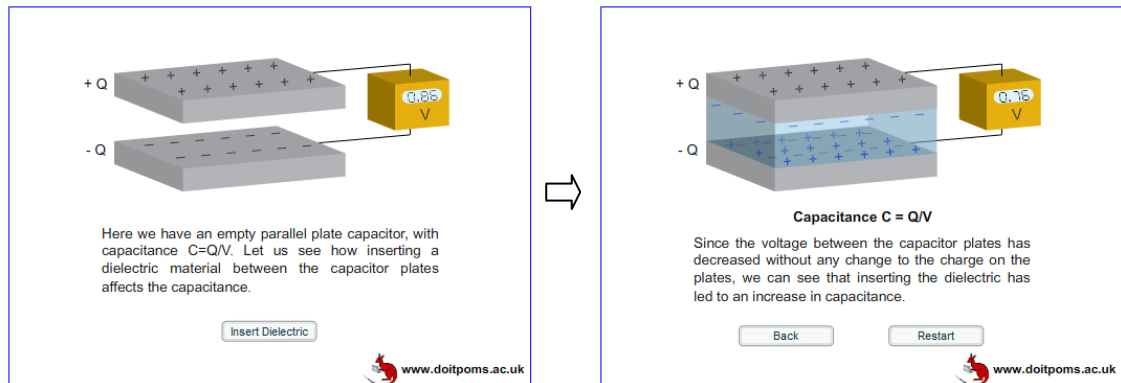 + Q
0.86
V
- Q
Here we have an empty parallel plate capacitor, with
capacitance C=Q/V. Let us see how inserting
a dielectric material between the capacitor plates
affects the capacitance.
Insert Dielectric
www.doitpoms.ac.uk
+ Q
0.76
V
- Q
Capacitance C = Q/V
Since the voltage between the capacitor plates has
decreased without any change to the charge on the
plates, we can see that inserting the dielectric has
led to an increase in capacitance.
Back
Restart
www.doitpoms.ac.uk